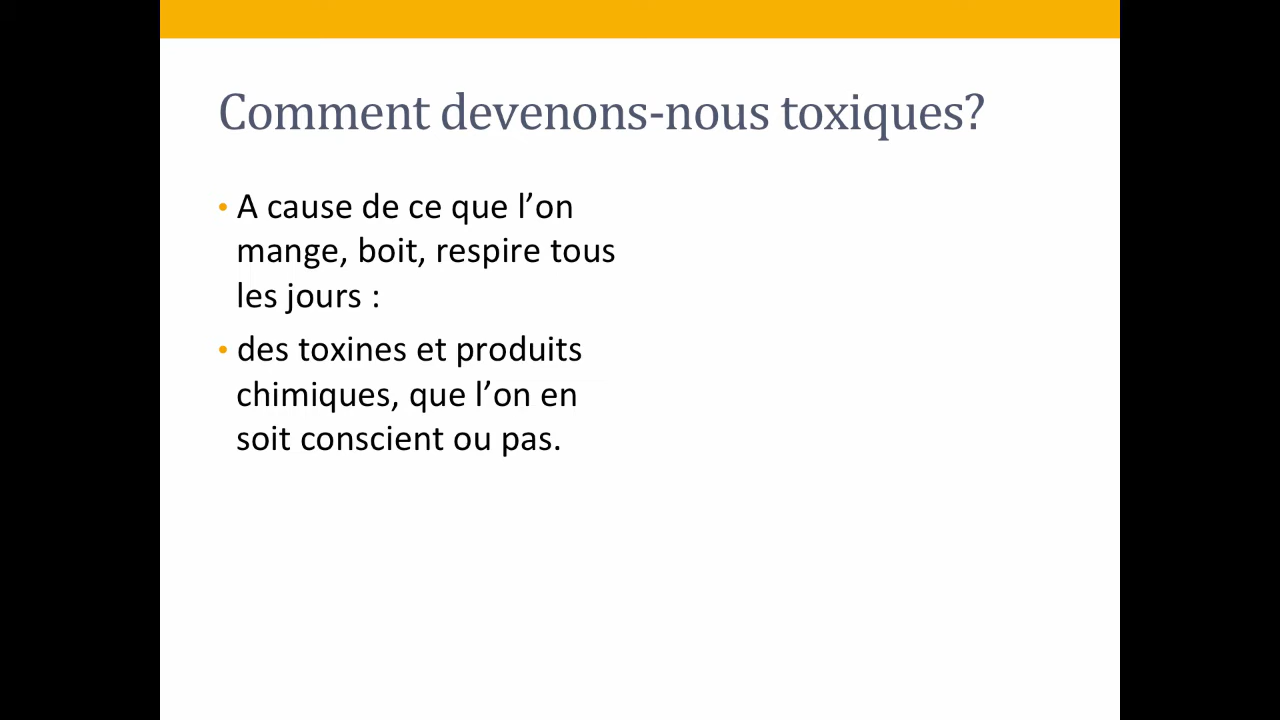 Comment devenons-nous toxiques?
• A cause de ce que l’on
mange, boit, respire tous
les jours :
• des toxines et produits
chimiques, que l’on en
soit conscient ou pas.